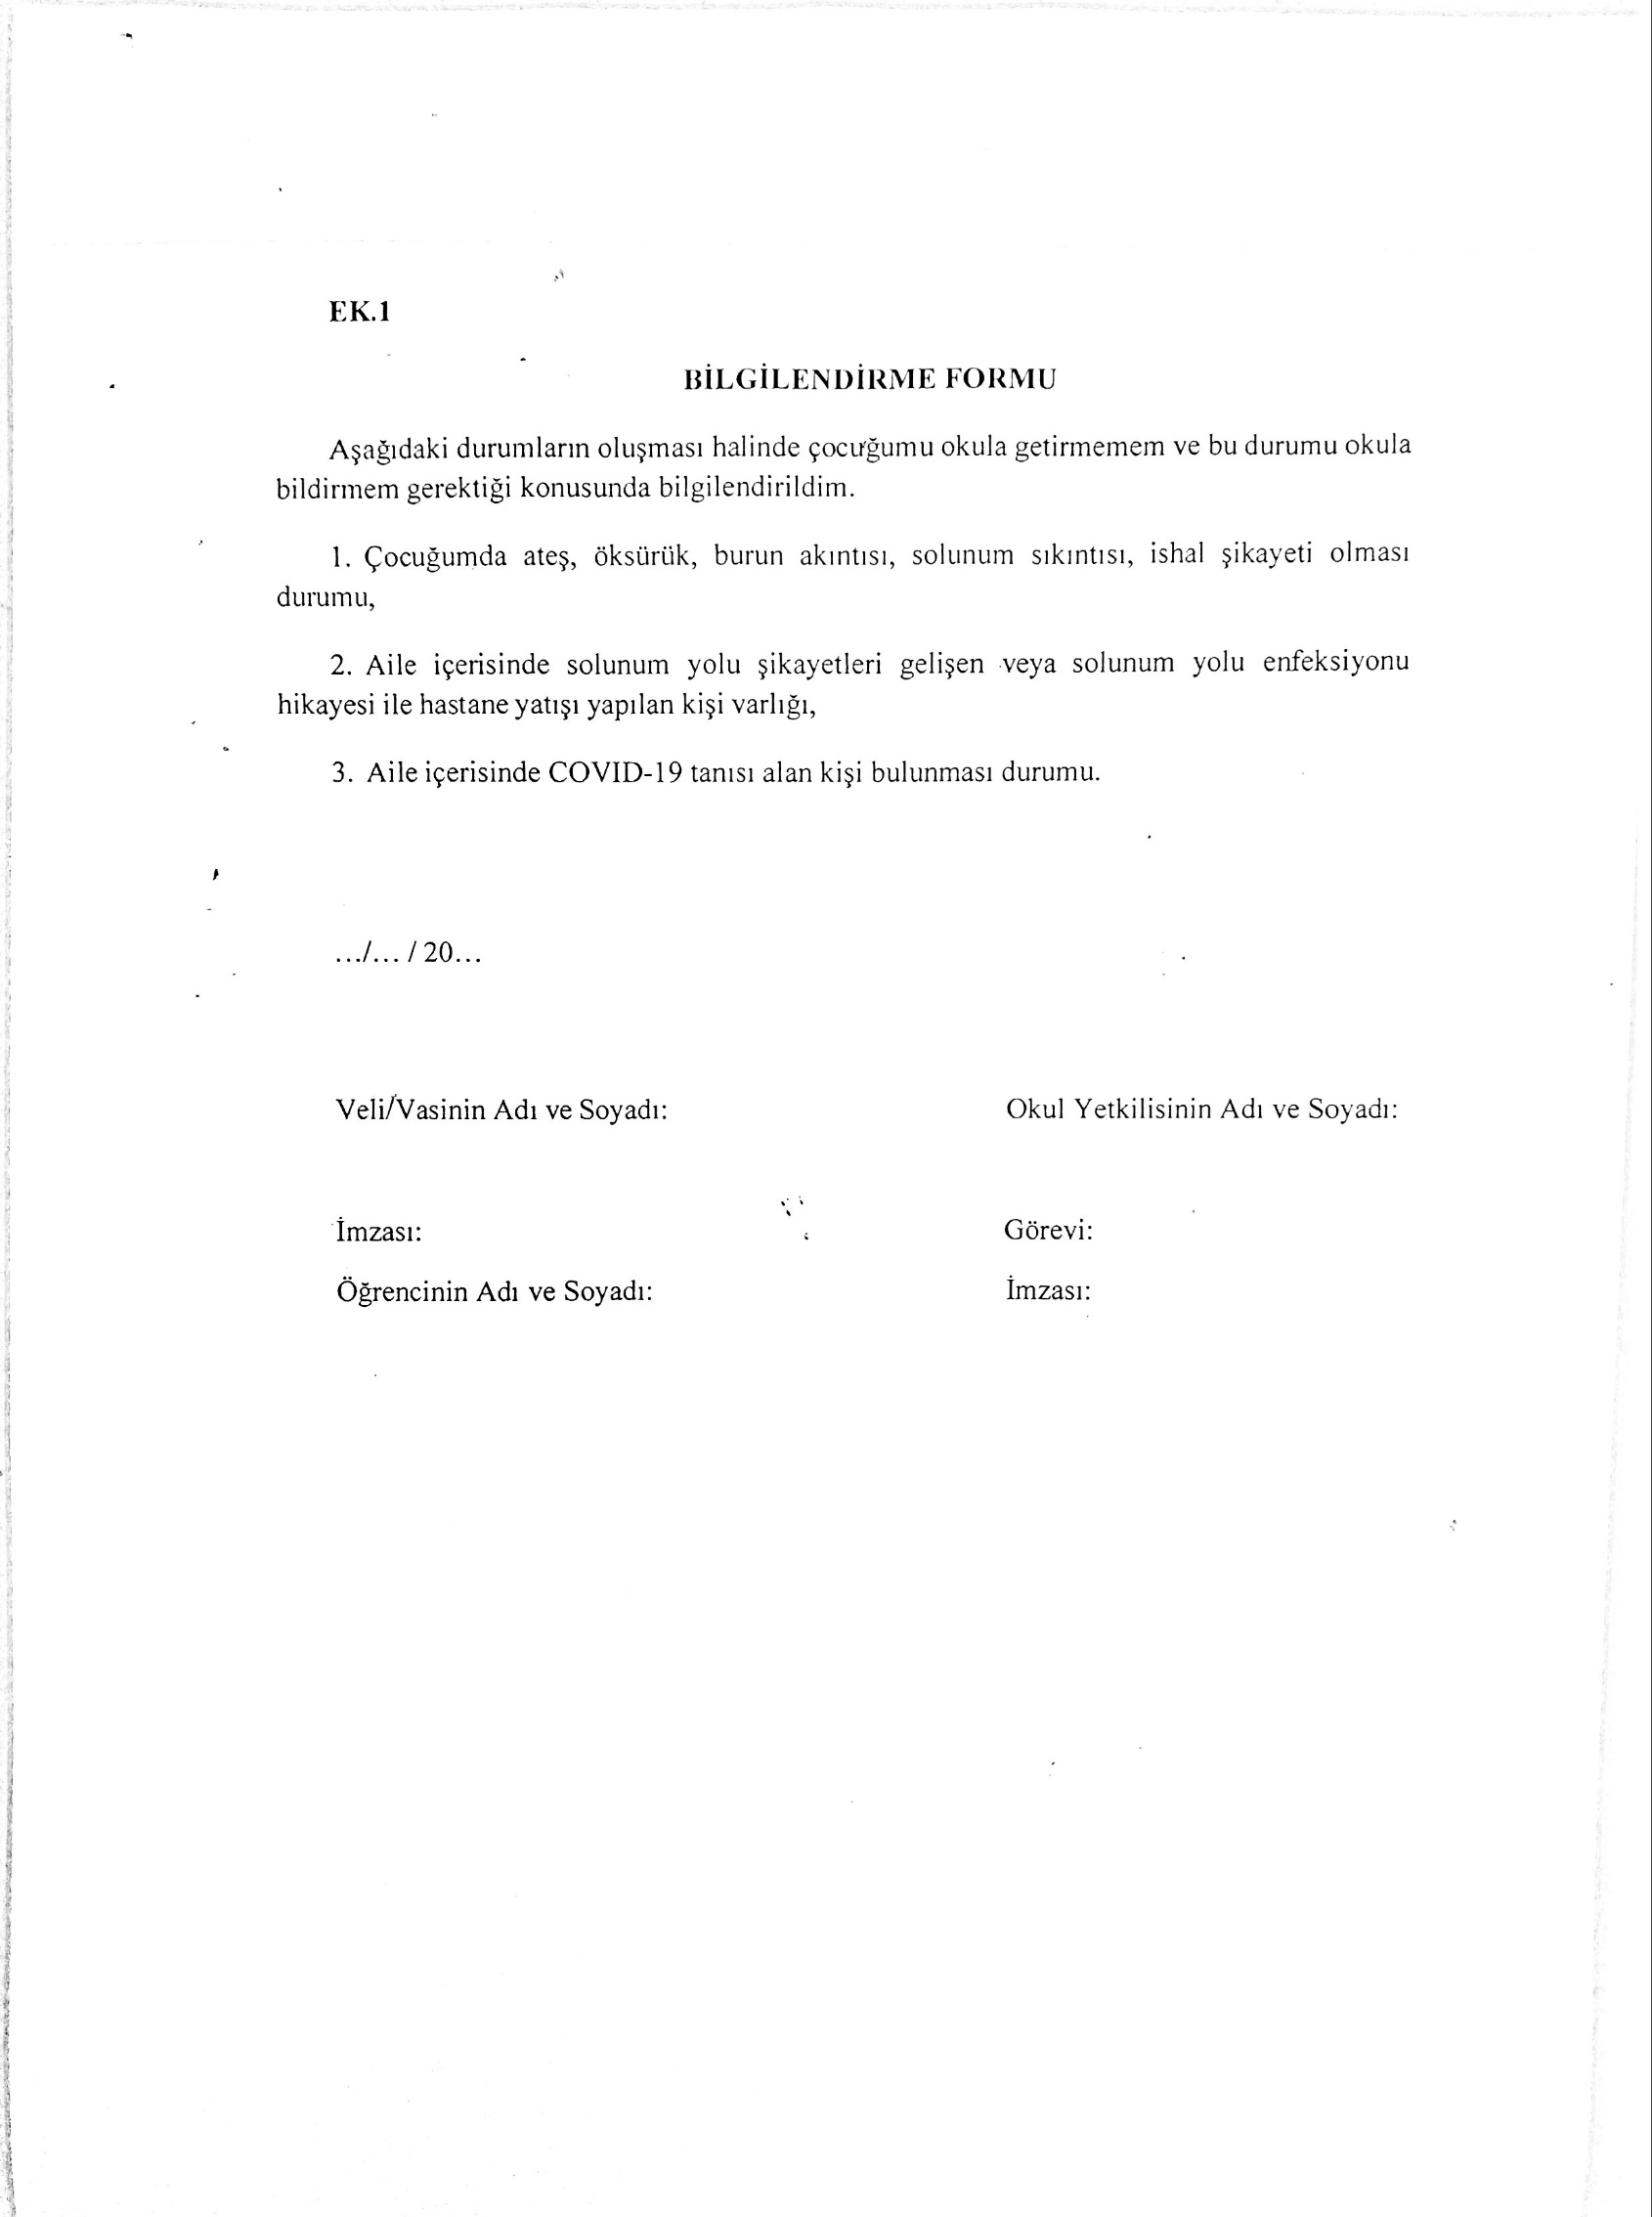 EK.1
BİLGİLENDİRME FORMU
Aşağıdaki durumların oluşması halinde çocuğumu okula getirmemem ve bu durumu okula
bildirmem gerektiği konusunda bilgilendirildim.
1. Çocuğumda ateş, öksürük, burun akıntısı, solunum sıkıntısı, ishal şikayeti olması
durumu,
2. Aile içerisinde solunum yolu şikayetleri gelişen veya solunum yolu enfeksiyonu
hikayesi ile hastane yatışı yapılan kişi varlığı,
3. Aile içerisinde COVID-19 tanısı alan kişi bulunması durumu.
.../... / 20...
Veli/Vasinin Adı ve Soyadı: Okul Yetkilisinin Adı ve Soyadı:
İmzası: Görevi:
Öğrencinin Adı ve Soyadı: İmzası: